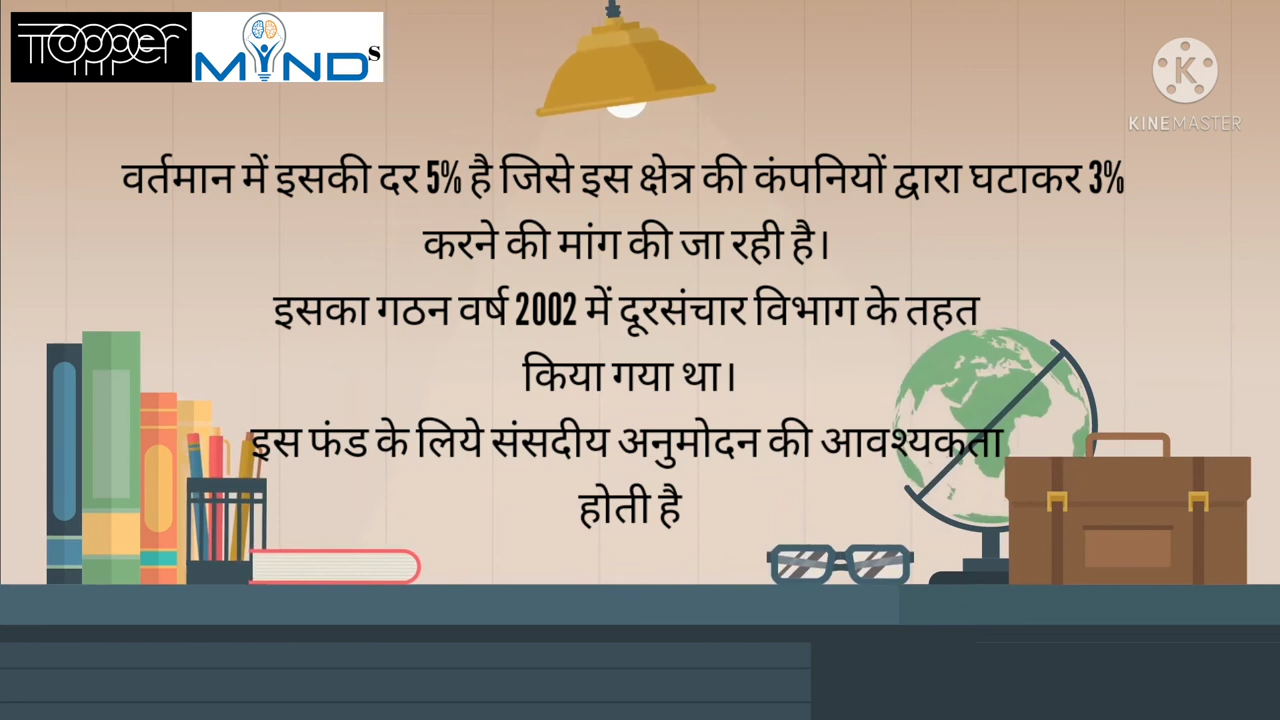 TOPPER MIND s
KINEMASTER
वर्तमान में इसकी दर 5% है जिसे इस क्षेत्र की कंपनियों द्वारा घटाकर 3%
करने की मांग की जा रही है।
इसका गठन वर्ष 2002 में दूरसंचार विभाग के तहत
किया गया था।
इस फंड के लिये संसदीय अनुमोदन की आवश्यकता
होती है